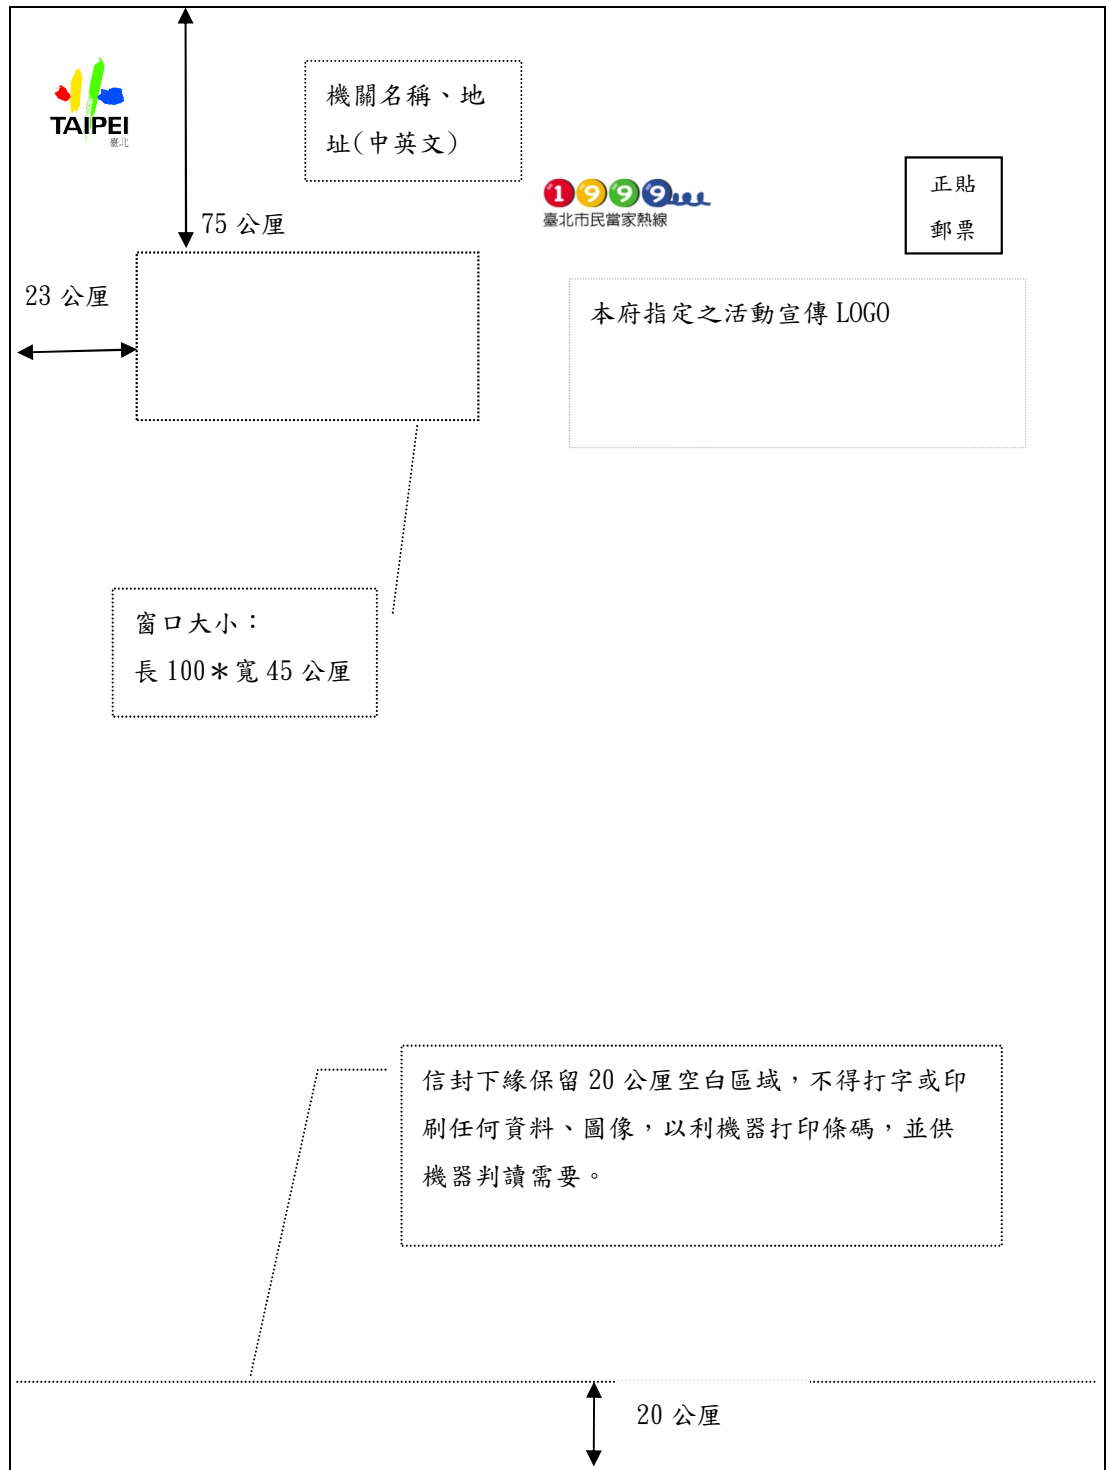 TAIPEI
臺北
機關名稱、地
址(中英文)
1999
臺北市民當家熱線
正貼
郵票
75 公厘
23 公厘
本府指定之活動宣傳 LOGO
窗口大小：
長 100＊寬 45 公厘
信封下緣保留 20 公厘空白區域，不得打字或印
刷任何資料、圖像，以利機器打印條碼，並供
機器判讀需要。
20 公厘